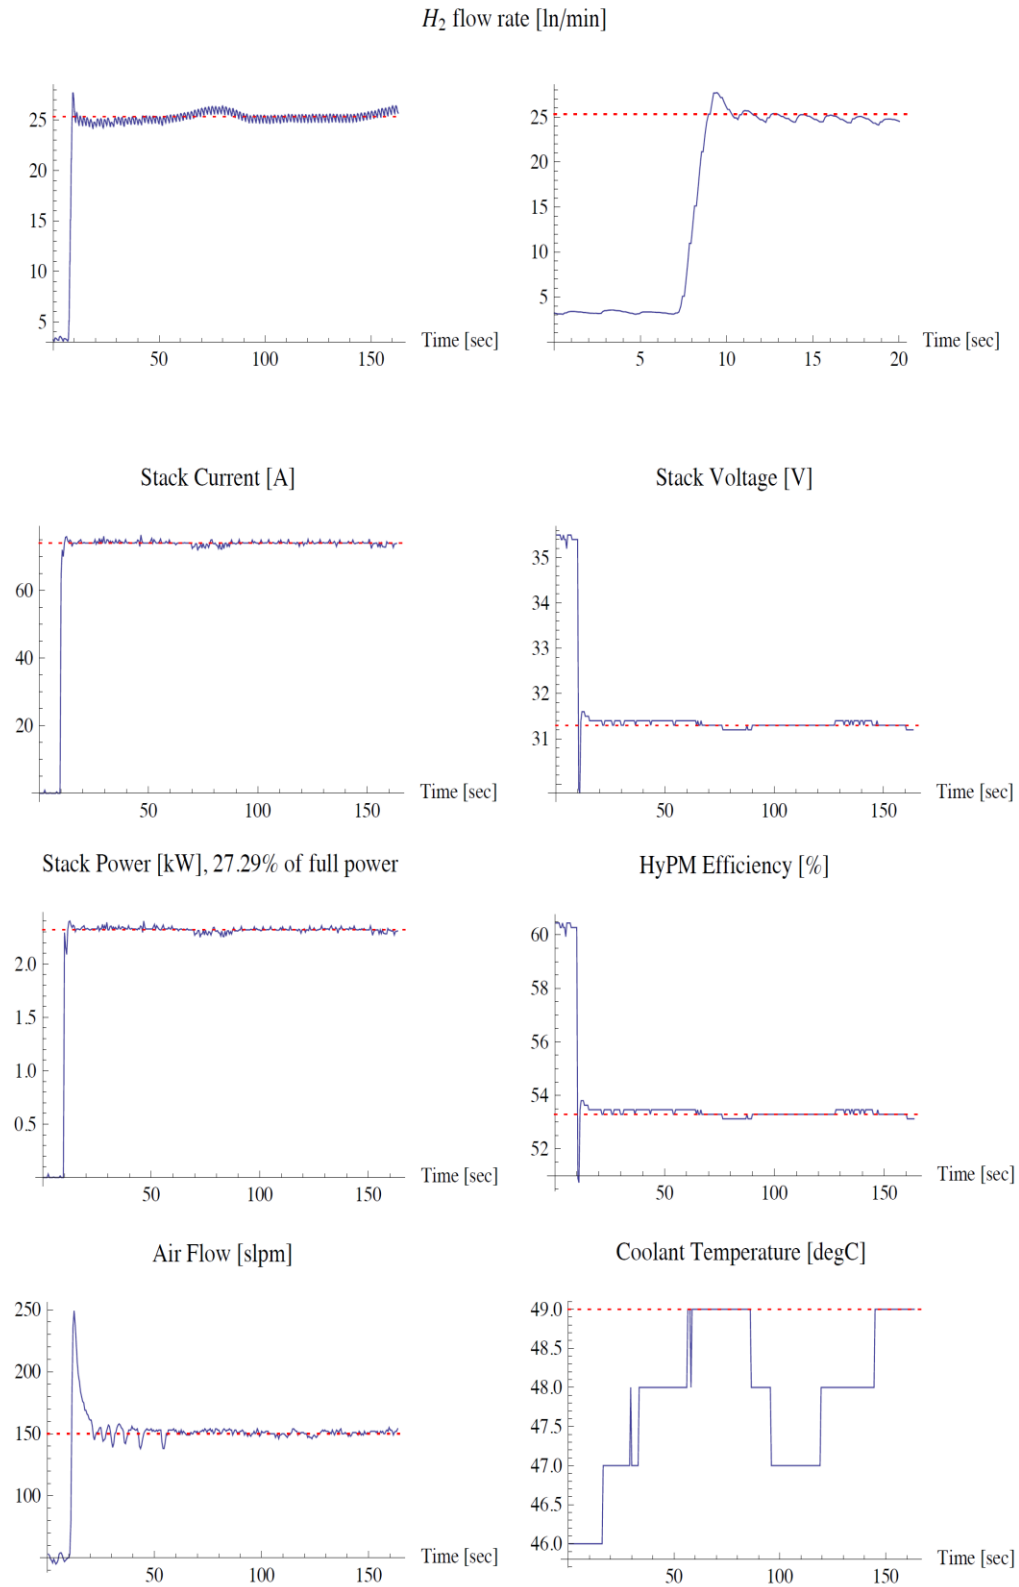 H₂ flow rate [ln/min]
25
20
15
10
5
50 100 150
Time [sec]
25
20
15
10
5
5 10 15 20
Time [sec]
Stack Current [A]
60
40
20
50 100 150
Time [sec]
Stack Voltage [V]
35
34
33
32
31
50 100 150
Time [sec]
Stack Power [kW], 27.29% of full power
2.0
1.5
1.0
0.5
50 100 150
Time [sec]
HyPM Efficiency [%]
60
58
56
54
52
50 100 150
Time [sec]
Air Flow [slpm]
250
200
150
100
50 100 150
Time [sec]
Coolant Temperature [degC]
49.0
48.5
48.0
47.5
47.0
46.5
46.0
50 100 150
Time [sec]